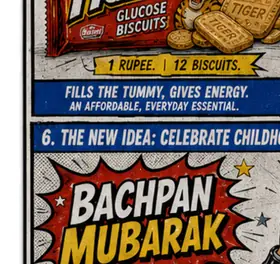 GLUCOSE
BISCUITS
TIGER
TIGER
1 RUPEE. | 12 BISCUITS.
FILLS THE TUMMY, GIVES ENERGY.
AN AFFORDABLE, EVERYDAY ESSENTIAL.
6. THE NEW IDEA: CELEBRATE
BACHPAN
MUBARAK